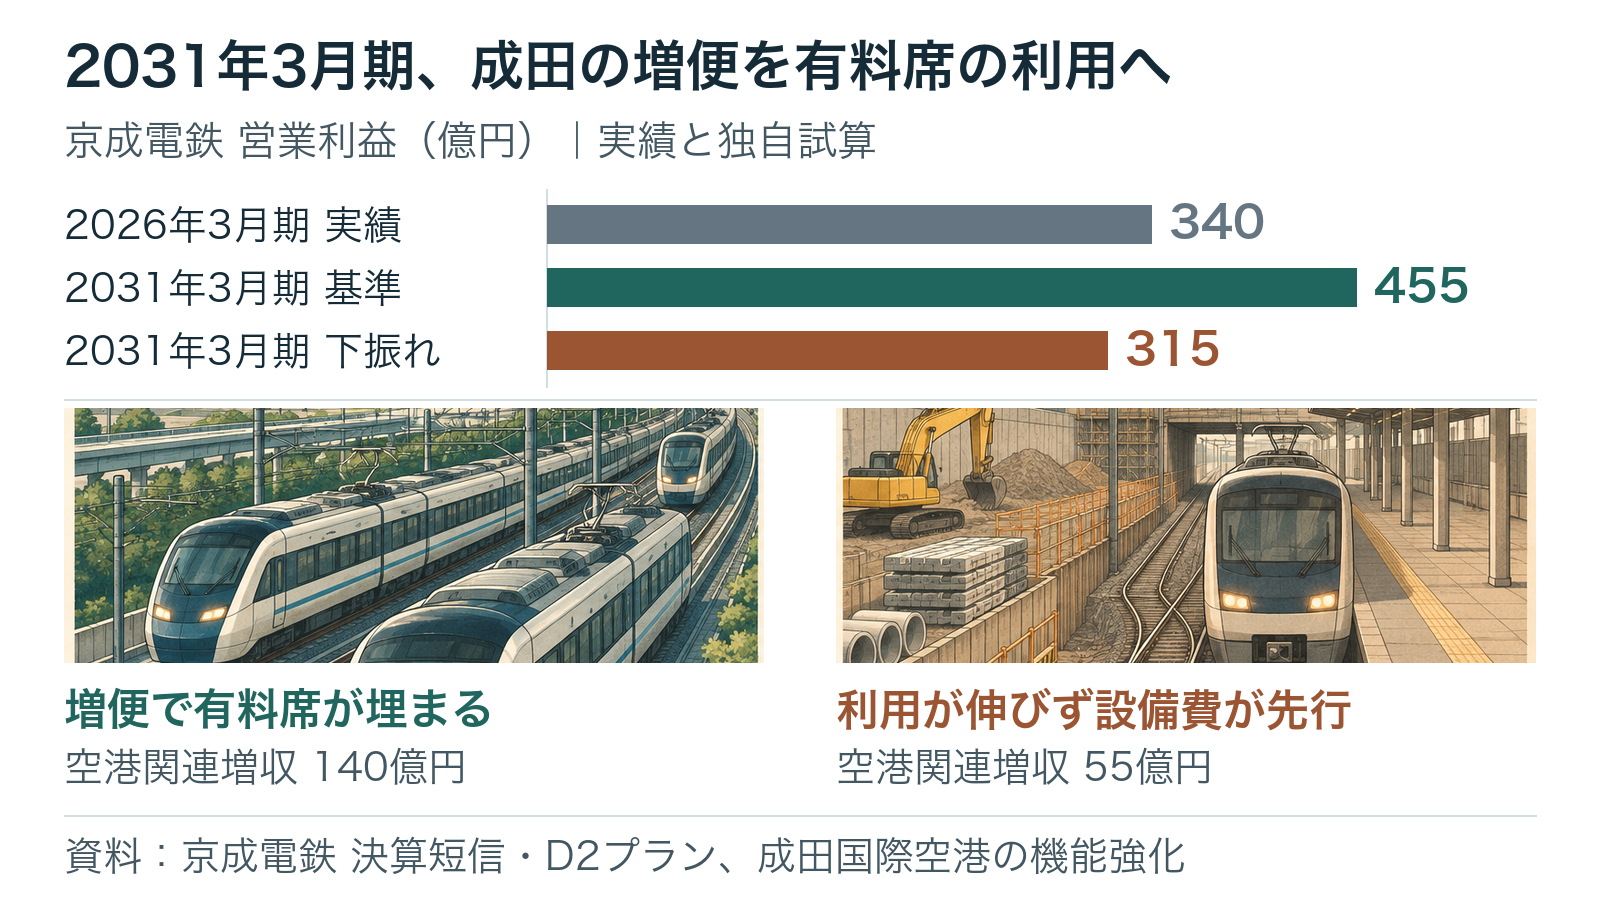 2031年3月期、成田の増便を有料席の利用へ
京成電鉄 営業利益（億円）｜実績と独自試算
2026年3月期 実績 340
2031年3月期 基準 455
2031年3月期 下振れ 315
増便で有料席が埋まる
空港関連増収 140億円
利用が伸びず設備費が先行
空港関連増収 55億円
資料：京成電鉄 決算短信・D2プラン、成田国際空港の機能強化